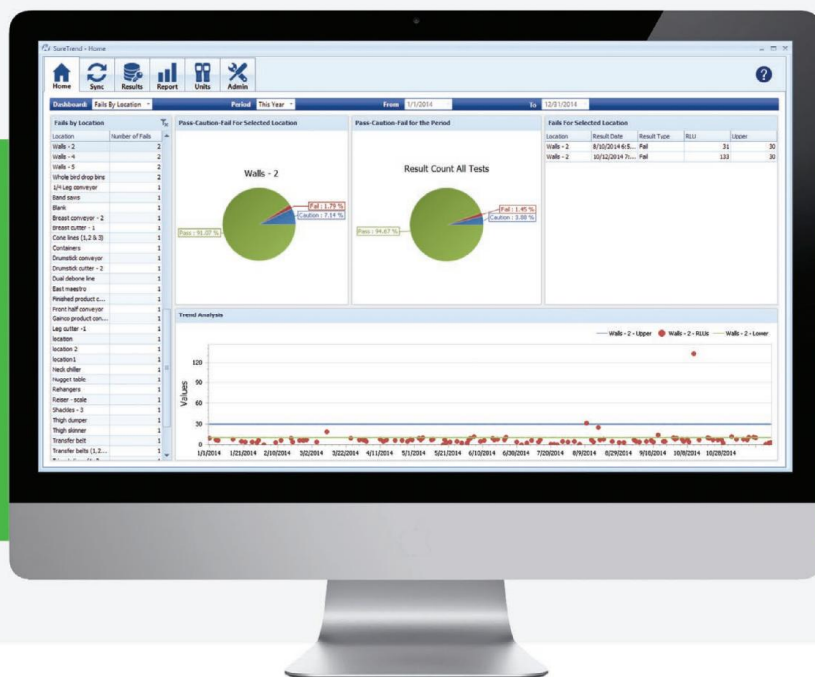 SureTrend - Home
Home Sync Results Report Units Admin
?
Dashboard: Fails By Location Period This Year From 1/1/2014 To 12/31/2014
Fails by Location
Location Number of Fails
Walls - 2 2
Walls - 4 2
Walls - 5 2
Whole bird drop bins 2
1/4 Leg conveyor 1
Band saws 1
Blank 1
Breast conveyor - 2 1
Breast cutter - 1 1
Cone lines (1,2 & 3) 1
Containers 1
Drumstick conveyor 1
Drumstick cutter - 2 1
Dual debone line 1
East maestro 1
Finished product c... 1
Front half conveyor 1
Gainco product con... 1
Leg cutter -1 1
location 1
location 2 1
location1 1
Neck chiller 1
Nugget table 1
Rehangers 1
Reiser - scale 1
Shackles - 3 1
Thigh dumper 1
Thigh skinner 1
Transfer belt 1
Transfer belts (1,2... 1
Pass-Caution-Fail For Selected Location
Walls - 2
Fail : 1.79 %
Caution : 7.14 %
Pass : 91.07 %
Pass-Caution-Fail for the Period
Result Count All Tests
Fail : 1.45 %
Caution : 3.88 %
Pass : 94.67 %
Fails For Selected Location
Location Result Date Result Type RLU Upper
Walls - 2 8/10/2014 6:5... Fail 31 30
Walls - 2 10/12/2014 7:... Fail 133 30
Trend Analysis
Walls - 2 - Upper Walls - 2 - RLUs Walls - 2 - Lower
Values
120
90
60
30
0
1/1/2014 1/21/2014 2/10/2014 3/2/2014 3/22/2014 4/11/2014 5/1/2014 5/21/2014 6/10/2014 6/30/2014 7/20/2014 8/9/2014 8/29/2014 9/18/2014 10/8/2014 10/28/2014